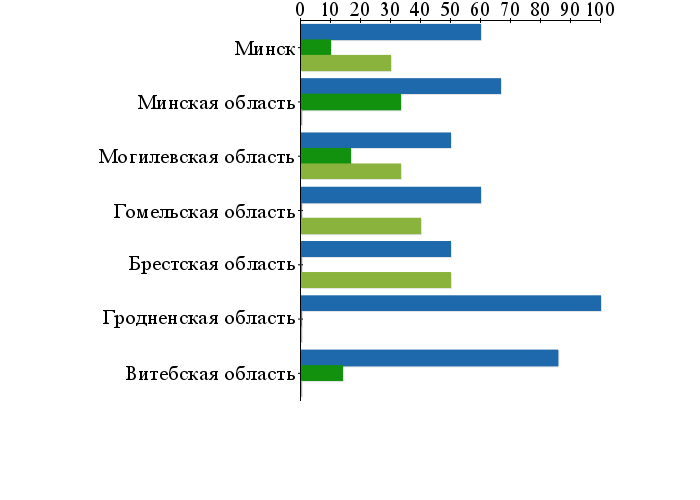 0 10 20 30 40 50 60 70 80 90 100
Минск
Минская область
Могилевская область
Гомельская область
Брестская область
Гродненская область
Витебская область